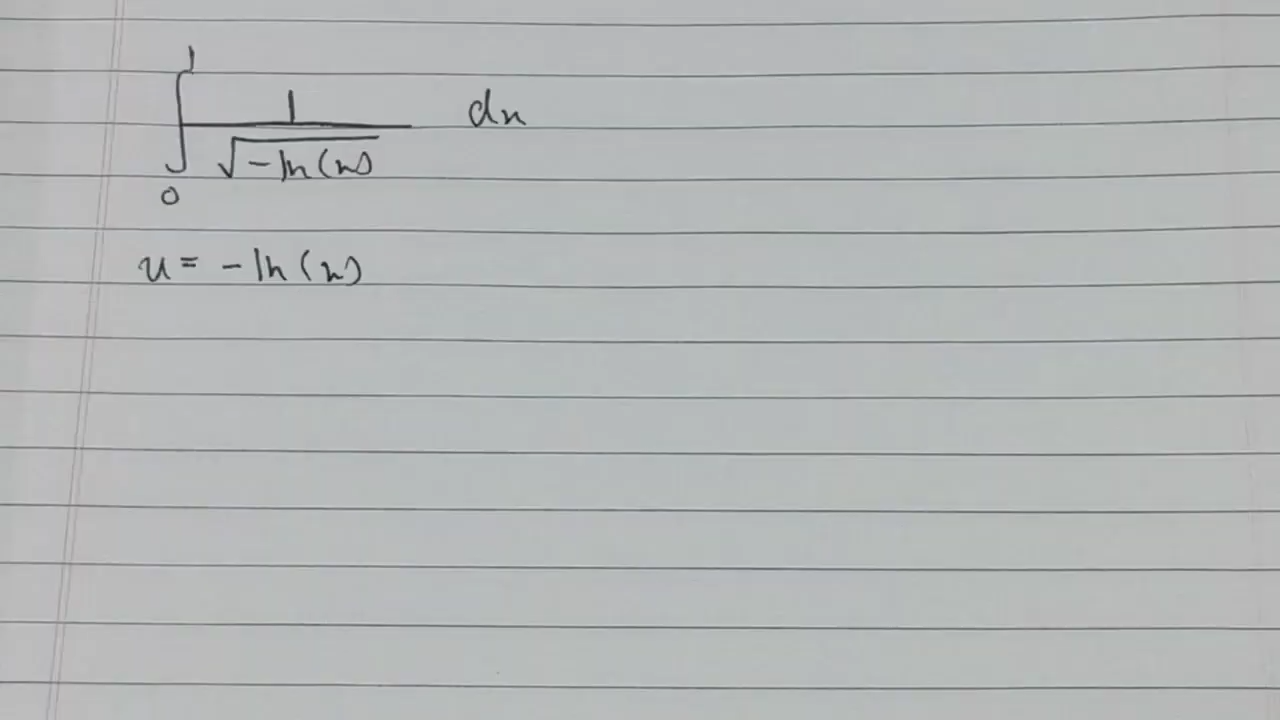 ∫₀¹ 1/√(-ln(x)) dx
u = -ln(x)